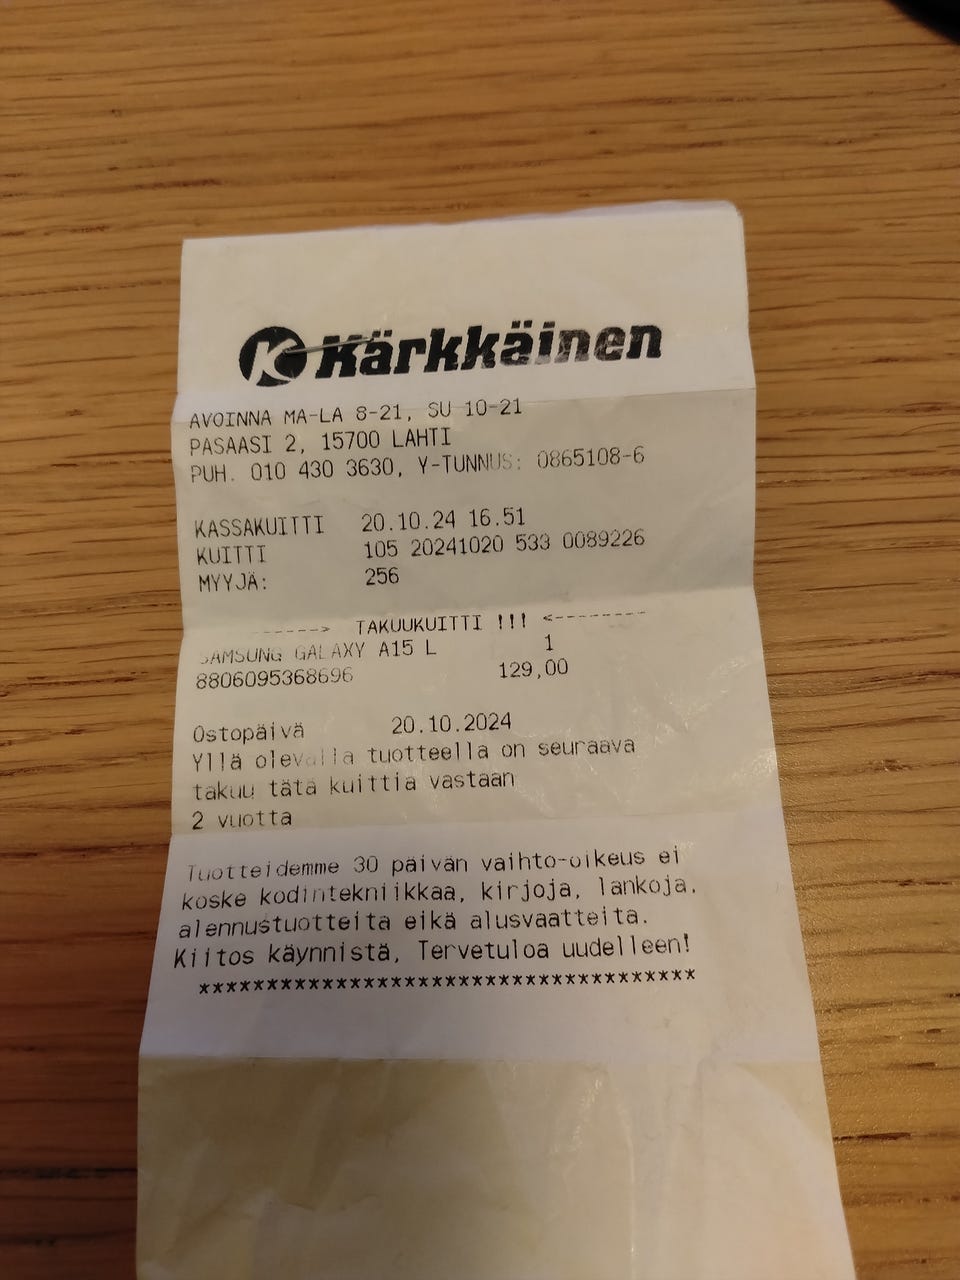 K Kärkkäinen
AVOINNA MA-LA 8-21, SU 10-21
PASAASI 2, 15700 LAHTI
PUH. 010 430 3630, Y-TUNNUS: 0865108-6
KASSAKUITTI 20.10.24 16.51
KUITTI 105 20241020 533 0089226
MYYJÄ: 256
------> TAKUUKUITTI !!! <--------
SAMSUNG GALAXY A15 L 1
8806095368696 129,00
Ostopäivä 20.10.2024
Yllä olevalla tuotteella on seuraava
takuu tätä kuittia vastaan
2 vuotta
Tuotteidemme 30 päivän vaihto-oikeus ei
koske kodintekniikkaa, kirjoja, lankoja,
alennustuotteita eikä alusvaatteita.
Kiitos käynnistä, Tervetuloa uudelleen!
*************************************